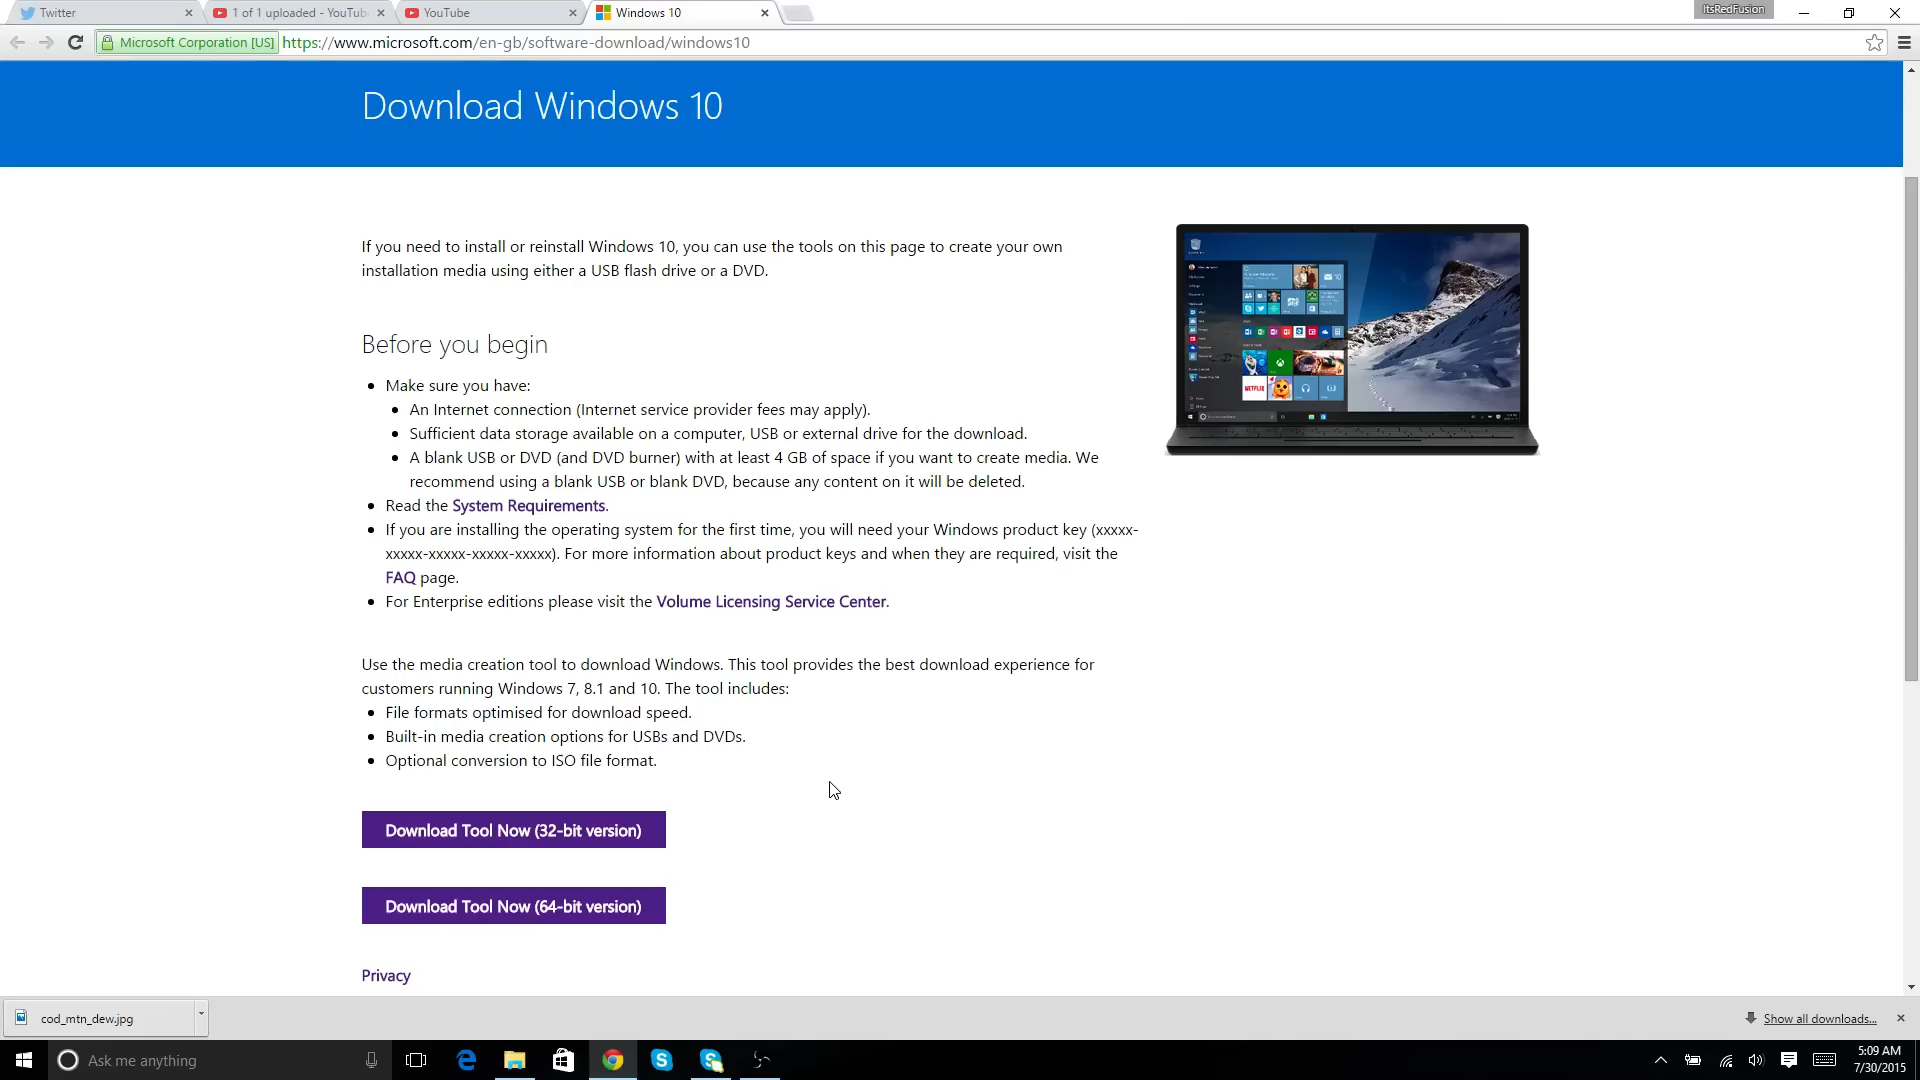 Twitter
1 of 1 uploaded - YouTub
YouTube
Windows 10
ItsRedFusion
Microsoft Corporation [US]
https://www.microsoft.com/en-gb/software-download/windows10
Download Windows 10
If you need to install or reinstall Windows 10, you can use the tools on this page to create your own
installation media using either a USB flash drive or a DVD.
Before you begin
Make sure you have:
An Internet connection (Internet service provider fees may apply).
Sufficient data storage available on a computer, USB or external drive for the download.
A blank USB or DVD (and DVD burner) with at least 4 GB of space if you want to create media. We
recommend using a blank USB or blank DVD, because any content on it will be deleted.
Read the System Requirements.
If you are installing the operating system for the first time, you will need your Windows product key (xxxxx-
xxxxx-xxxxx-xxxxx-xxxxx). For more information about product keys and when they are required, visit the
FAQ page.
For Enterprise editions please visit the Volume Licensing Service Center.
NETFLIX
Use the media creation tool to download Windows. This tool provides the best download experience for
customers running Windows 7, 8.1 and 10. The tool includes:
File formats optimised for download speed.
Built-in media creation options for USBs and DVDs.
Optional conversion to ISO file format.
Download Tool Now (32-bit version)
Download Tool Now (64-bit version)
Privacy
cod_mtn_dew.jpg
Show all downloads...
Ask me anything
5:09 AM
7/30/2015